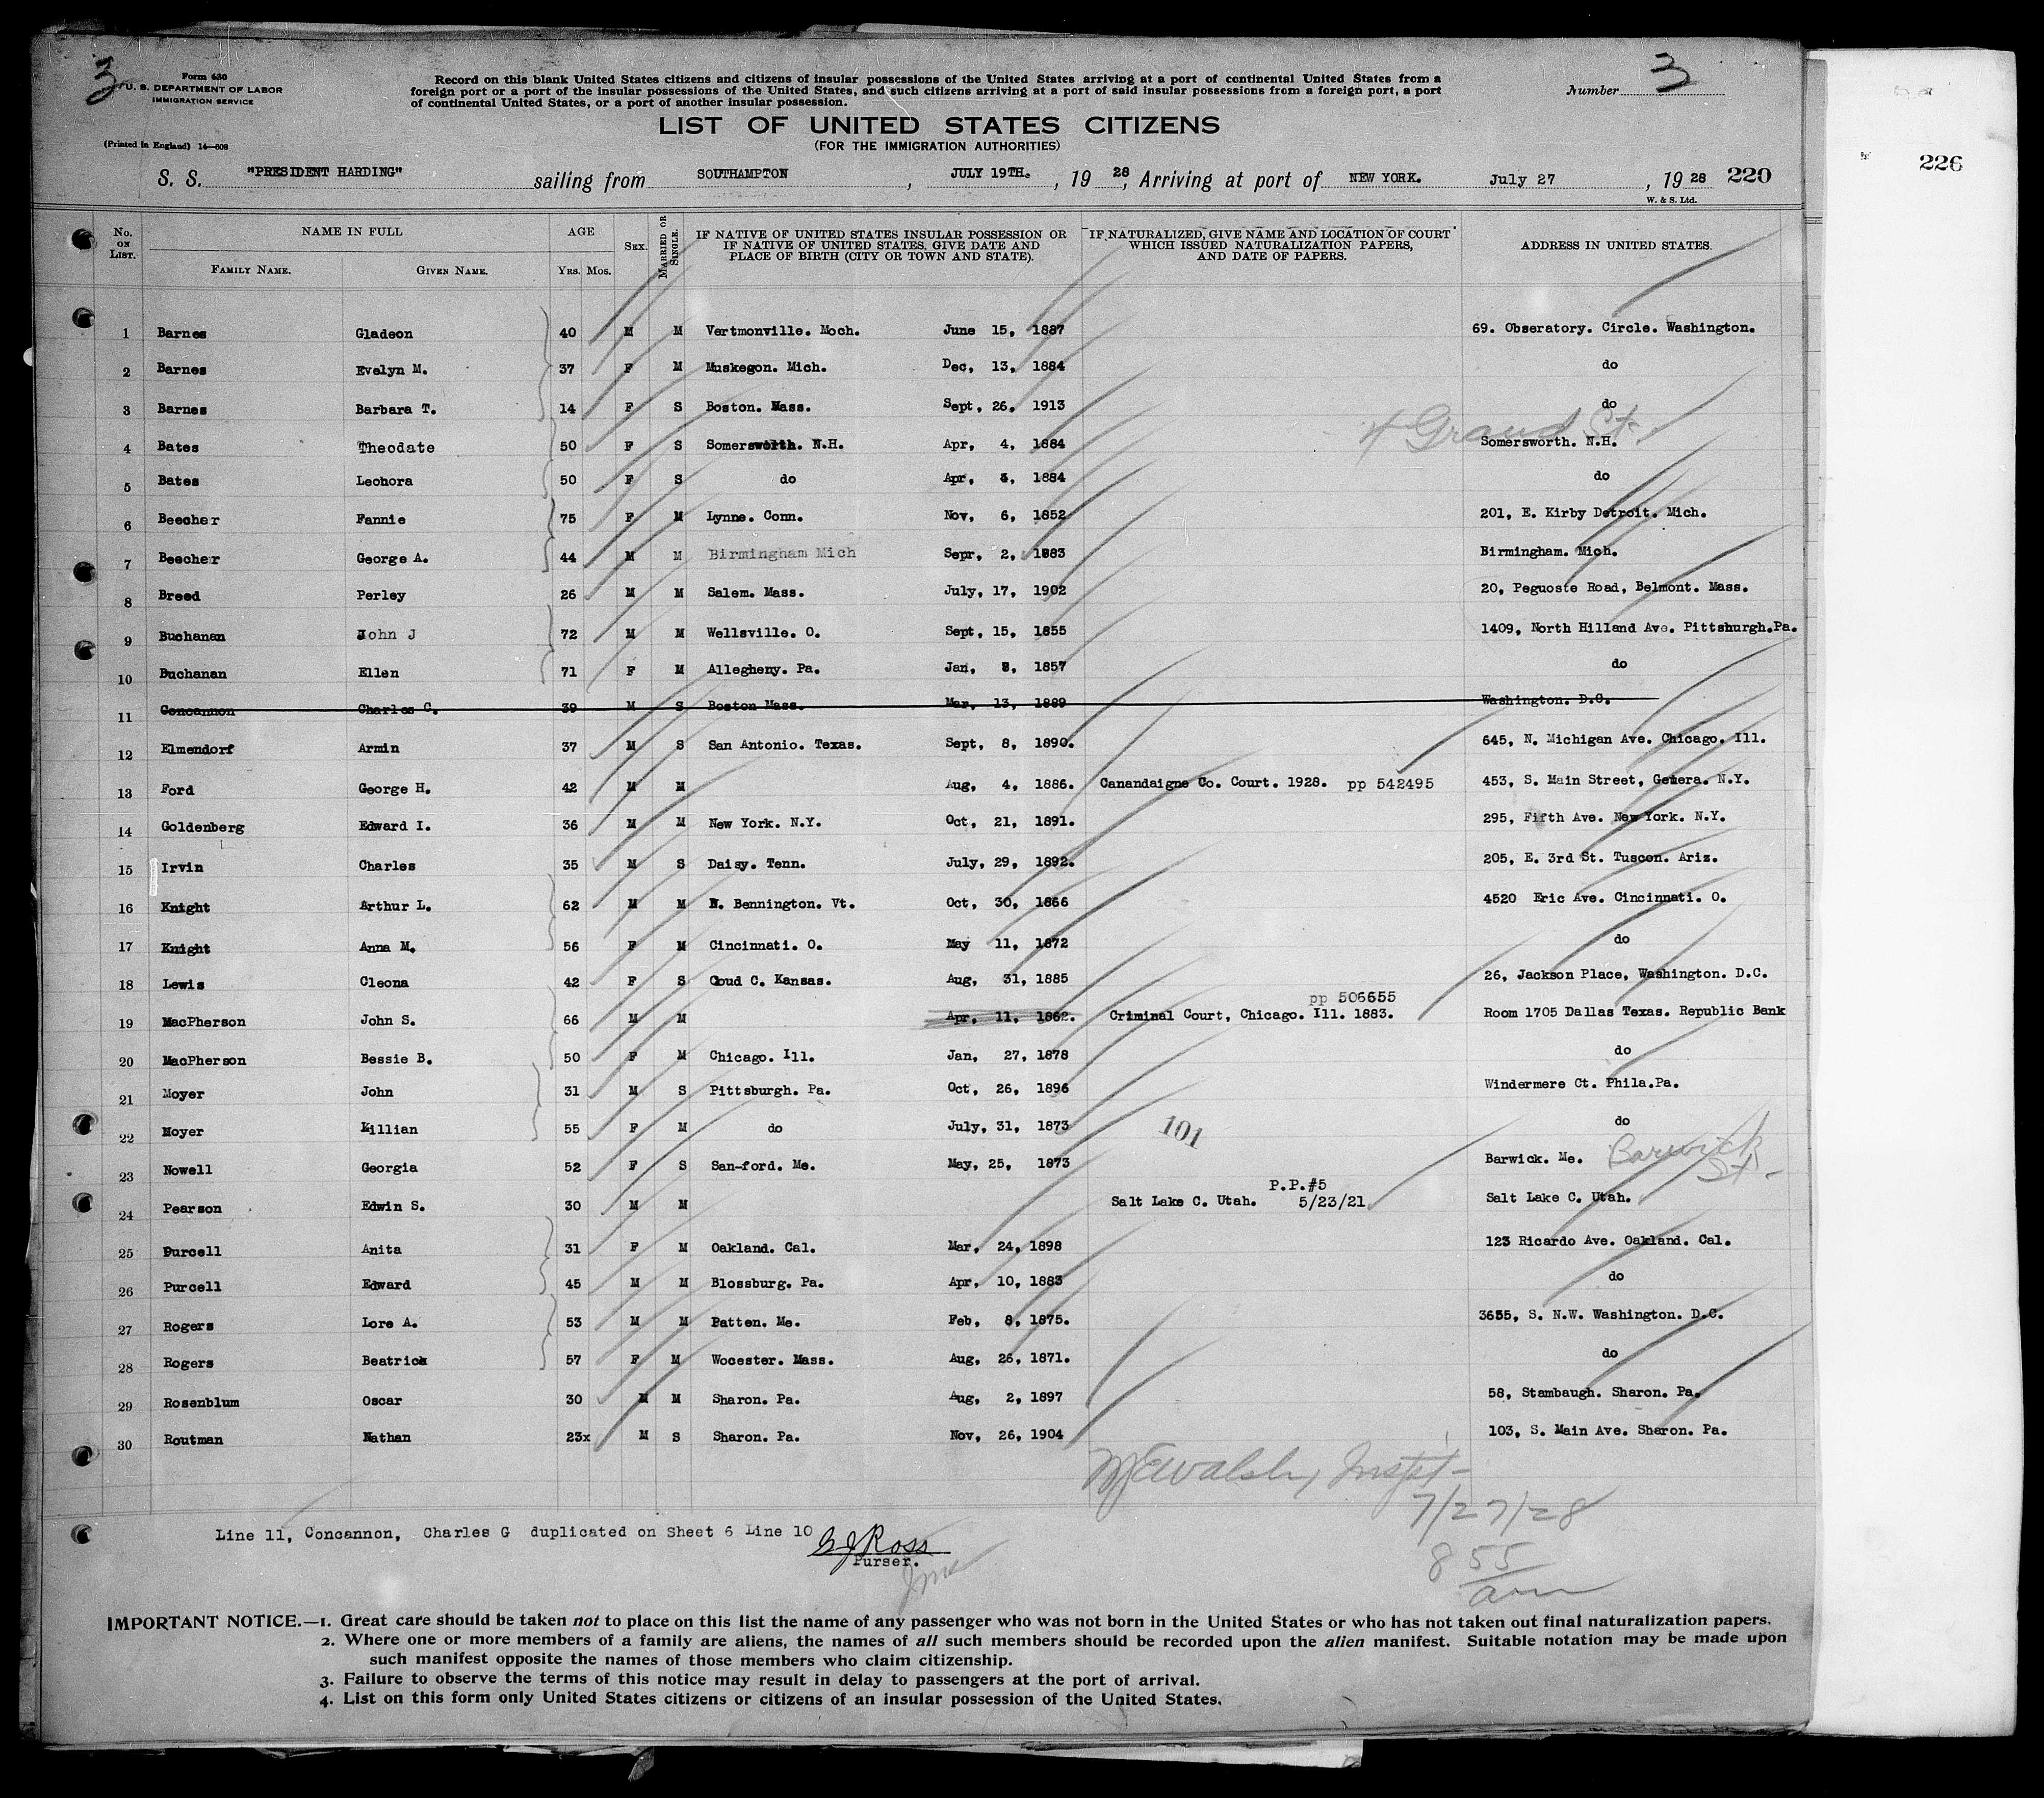 3
3
Form 630
U. S. DEPARTMENT OF LABOR
IMMIGRATION SERVICE
(Printed in England) 14—608
Record on this blank United States citizens and citizens of insular possessions of the United States arriving at a port of continental United States from a
foreign port or a port of the insular possessions of the United States, and such citizens arriving at a port of said insular possessions from a foreign port, a port
of continental United States, or a port of another insular possession.
Number
LIST OF UNITED STATES CITIZENS
(FOR THE IMMIGRATION AUTHORITIES)
S. S. "PRESIDENT HARDING" sailing from SOUTHAMPTON, JULY 19TH., 19 28, Arriving at port of NEW YORK. July 27, 19 28 220
226
W. & S. Ltd.
No. ON LIST. NAME IN FULL AGE SEX. MARRIED OR SINGLE. IF NATIVE OF UNITED STATES INSULAR POSSESSION OR IF NATIVE OF UNITED STATES, GIVE DATE AND PLACE OF BIRTH (CITY OR TOWN AND STATE). IF NATURALIZED, GIVE NAME AND LOCATION OF COURT WHICH ISSUED NATURALIZATION PAPERS, AND DATE OF PAPERS. ADDRESS IN UNITED STATES.
FAMILY NAME. GIVEN NAME. YRS. MOS.
1 Barnes Gladeon 40 M M Vertmonville. Moch. June 15, 1887 69. Obseratory. Circle. Washington.
2 Barnes Evelyn M. 37 F M Muskegon. Mich. Dec, 13, 1884 do
3 Barnes Barbara T. 14 F S Boston. Mass. Sept, 26, 1913 do
4 Grand St.
4 Bates Theodate 50 F S Somersworth. N.H. Apr, 4, 1884 Somersworth. N.H.
5 Bates Leohora 50 F S do Apr, 1884 do
6 Beecher Fannie 75 F M Lynne. Conn. Nov, 6, 1852 201, E. Kirby Detroit. Mich.
7 Beecher George A. 44 M M Birmingham Mich Sepr, 2, 1883 Birmingham. Mich.
8 Breed Perley 26 M M Salem. Mass. July, 17, 1902 20, Peguoste Road, Belmont. Mass.
9 Buchanan John J 72 M M Wellsville. O. Sept, 15, 1855 1409, North Hilland Ave. Pittsburgh.Pa.
10 Buchanan Ellen 71 F M Allegheny. Pa. Jan, 8, 1857 do
11 Concannon Charles C. 39 M S Boston Mass. Mar, 13, 1889 Washington. D.C.
12 Elmendorf Armin 37 M S San Antonio. Texas. Sept, 8, 1890. 645, N. Michigan Ave. Chicago. Ill.
13 Ford George H. 42 M M Aug, 4, 1886. Canandaigne Co. Court. 1928. pp 542495 453, S. Main Street, Genera. N.Y.
14 Goldenberg Edward I. 36 M M New York. N.Y. Oct, 21, 1891. 295, Fifth Ave. New York. N.Y.
15 Irvin Charles 35 M S Daisy. Tenn. July, 29, 1892. 205, E. 3rd St. Tuscon. Ariz.
16 Knight Arthur L. 62 M M N. Bennington. Vt. Oct, 30, 1866 4520 Eric Ave. Cincinnati. O.
17 Knight Anna M. 56 F M Cincinnati. O. May 11, 1872 do
18 Lewis Cleona 42 F S Cloud C. Kansas. Aug, 31, 1885 26, Jackson Place, Washington. D.C.
pp 506655
19 MacPherson John S. 66 M M Apr, 11, 1862. Criminal Court, Chicago. Ill. 1883. Room 1705 Dallas Texas. Republic Bank
20 MacPherson Bessie B. 50 F M Chicago. Ill. Jan, 27, 1878 do
21 Moyer John 31 M S Pittsburgh. Pa. Oct, 26, 1896 Windermere Ct. Phila.Pa.
22 Moyer Lillian 55 F M do July, 31, 1873 101 do
23 Nowell Georgia 52 F S San-ford. Me. May, 25, 1873 Barwick. Me. Barwick St-
P.P.#5
24 Pearson Edwin S. 30 M M Salt Lake C. Utah. 5/23/21 Salt Lake C. Utah.
25 Purcell Anita 31 F M Oakland. Cal. Mar, 24, 1898 123 Ricardo Ave. Oakland. Cal.
26 Purcell Edward 45 M M Blossburg. Pa. Apr, 10, 1883 do
27 Rogers Lore A. 53 M M Patten. Me. Feb, 8, 1875. 3635, S. N.W. Washington. D.C.
28 Rogers Beatrick 57 F M Wocester. Mass. Aug, 26, 1871. do
29 Rosenblum Oscar 30 M M Sharon. Pa. Aug, 2, 1897 58, Stambaugh. Sharon. Pa.
30 Routman Nathan 23x M S Sharon. Pa. Nov, 26, 1904 103, S. Main Ave. Sharon. Pa.
MEWalsh, Inspt-
7/27/28
8 55
am
Line 11, Concannon, Charles G duplicated on Sheet 6 Line 10
GJRoss
Purser.
IMPORTANT NOTICE.—1. Great care should be taken not to place on this list the name of any passenger who was not born in the United States or who has not taken out final naturalization papers.
2. Where one or more members of a family are aliens, the names of all such members should be recorded upon the alien manifest. Suitable notation may be made upon
such manifest opposite the names of those members who claim citizenship.
3. Failure to observe the terms of this notice may result in delay to passengers at the port of arrival.
4. List on this form only United States citizens or citizens of an insular possession of the United States.